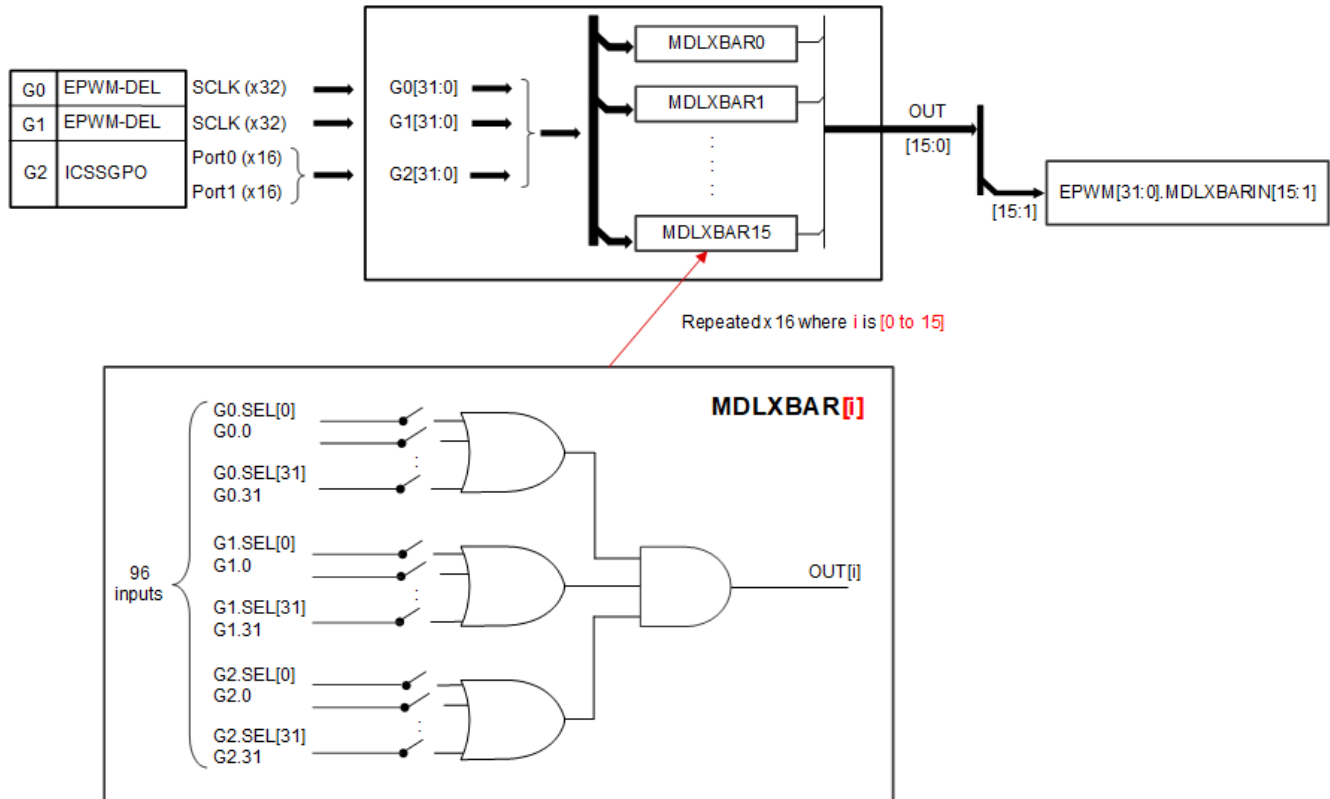 G0 EPWM-DEL SCLK (x32)
G1 EPWM-DEL SCLK (x32)
G2 ICSSGPO Port0 (x16)
Port1 (x16)
G0[31:0]
G1[31:0]
G2[31:0]
MDLXBAR0
MDLXBAR1
MDLXBAR15
OUT
[15:0]
[15:1]
EPWM[31:0].MDLXBARIN[15:1]
Repeated x 16 where i is [0 to 15]
MDLXBAR[i]
96
inputs
G0.SEL[0]
G0.0
G0.SEL[31]
G0.31
G1.SEL[0]
G1.0
G1.SEL[31]
G1.31
G2.SEL[0]
G2.0
G2.SEL[31]
G2.31
OUT[i]